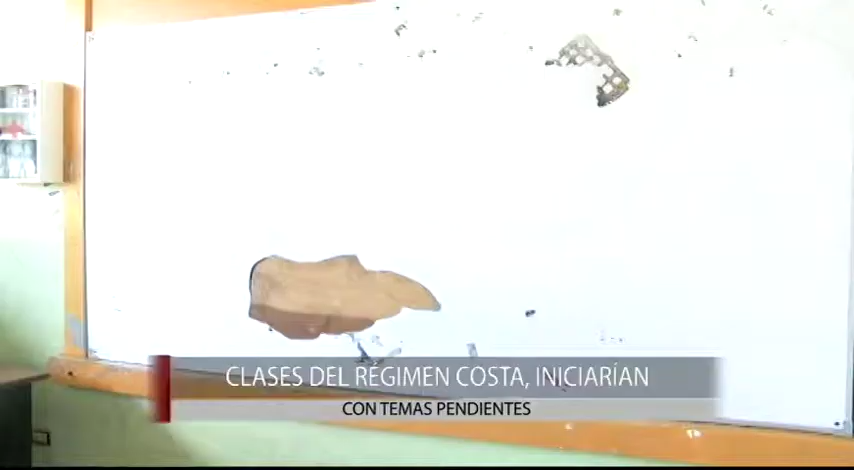 CLASES DEL RÉGIMEN COSTA, INICIARÍAN
CON TEMAS PENDIENTES